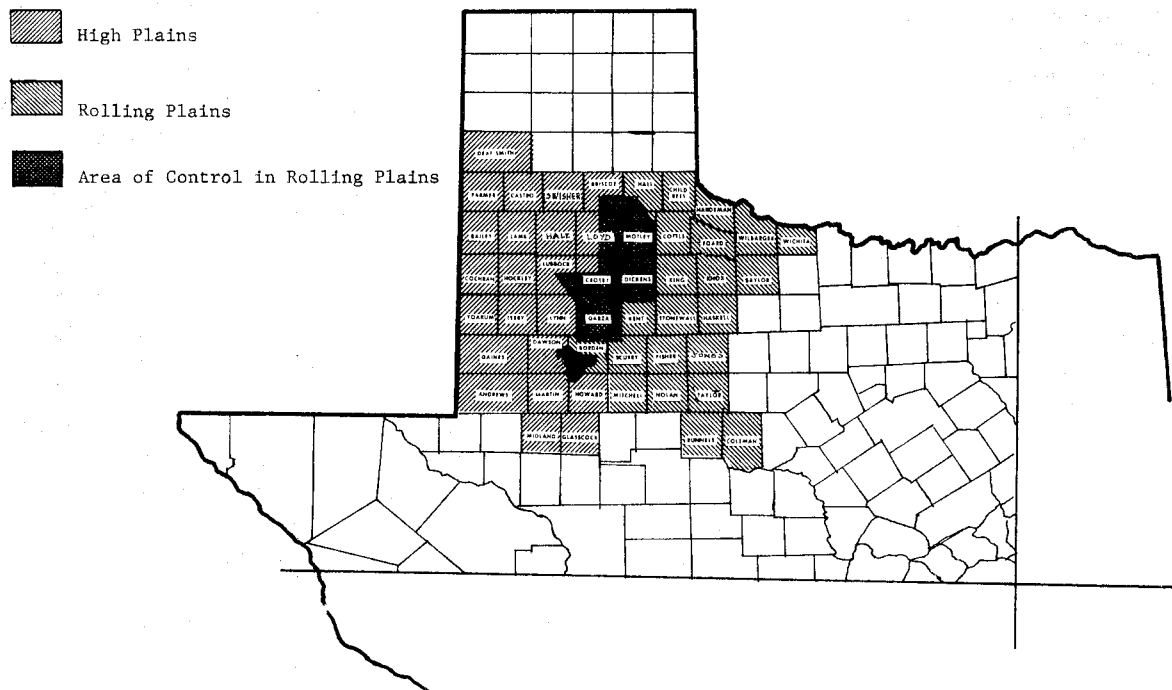 High Plains
Rolling Plains
Area of Control in Rolling Plains
DEAF SMITH
PARMER CASTRO SWISHER BRISCOE HALL CHILD RESS
HARDEMAN
BAILEY LAMB HALE LOYD MOTLEY COTTLE FOARD WILBARGER WICHITA
COCHRAN HOCKLEY LUBBOCK CROSBY DICKENS KING KNOX BAYLOR
YOAKUM TERRY LYNN GARZA KENT STONEWALL HASKELL
GAINES DAWSON BORDEN SCURRY FISHER JONES
ANDREWS MARTIN HOWARD MITCHELL NOLAN TAYLOR
MIDLAND GLASSCOCK RUNNELS COLEMAN